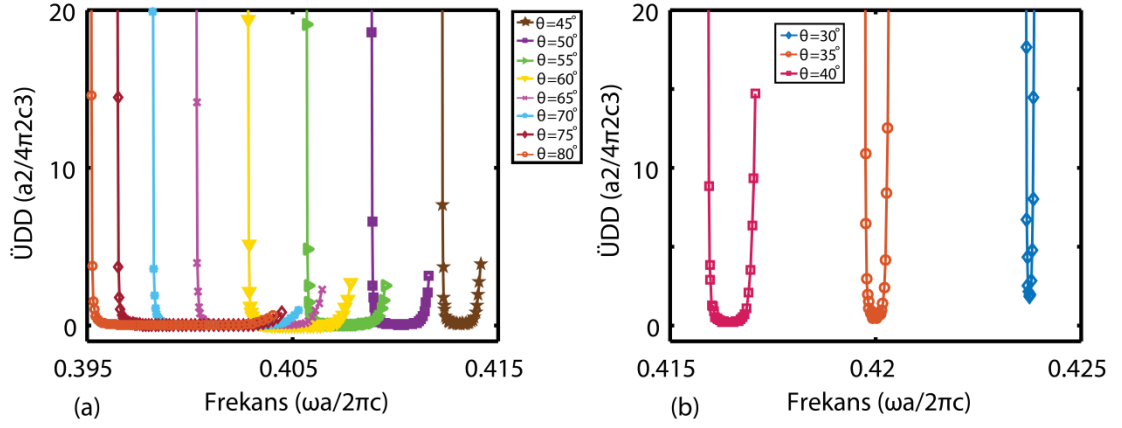 20
10
0
ÜDD (a2/4π2c3)
0.395
0.405
0.415
Frekans (ωa/2πc)
(a)
θ=45°
θ=50°
θ=55°
θ=60°
θ=65°
θ=70°
θ=75°
θ=80°
20
10
0
ÜDD (a2/4π2c3)
0.415
0.42
0.425
Frekans (ωa/2πc)
(b)
θ=30°
θ=35°
θ=40°